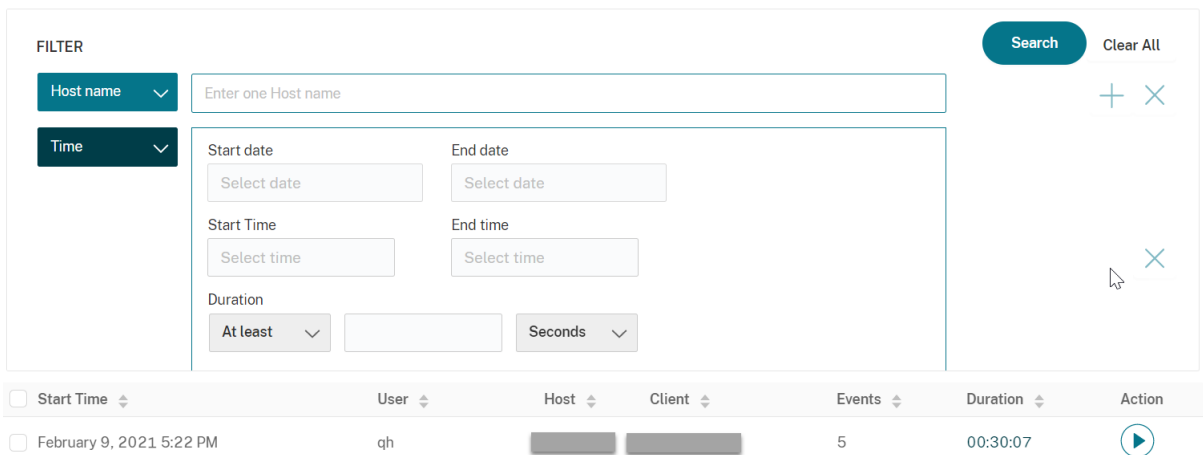 FILTER Search Clear All
Host name Enter one Host name
Time
Start date End date
Select date Select date
Start Time End time
Select time Select time
Duration
At least Seconds
Start Time User Host Client Events Duration Action
February 9, 2021 5:22 PM qh 5 00:30:07